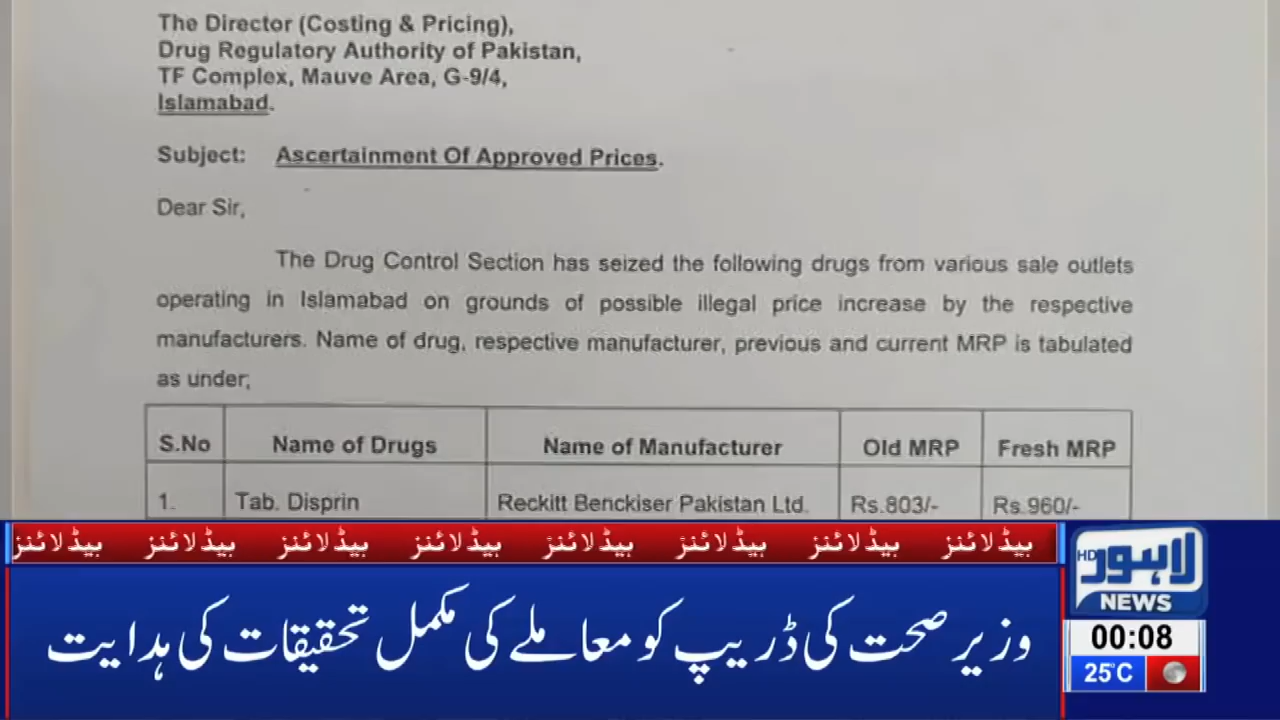 The Director (Costing & Pricing),
Drug Regulatory Authority of Pakistan,
TF Complex, Mauve Area, G-9/4,
Islamabad.
Subject: Ascertainment Of Approved Prices.
Dear Sir,
The Drug Control Section has seized the following drugs from various sale outlets
operating in Islamabad on grounds of possible illegal price increase by the respective
manufacturers. Name of drug, respective manufacturer, previous and current MRP is tabulated
as under;
S.No Name of Drugs Name of Manufacturer Old MRP Fresh MRP
1. Tab. Disprin Reckitt Benckiser Pakistan Ltd. Rs.803/- Rs.960/-
ہیڈلائنز ہیڈلائنز ہیڈلائنز ہیڈلائنز ہیڈلائنز ہیڈلائنز ہیڈلائنز ہیڈلائنز
وزیر صحت کی ڈریپ کو معاملے کی مکمل تحقیقات کی ہدایت
HD لاہور
NEWS
00:08
25°C